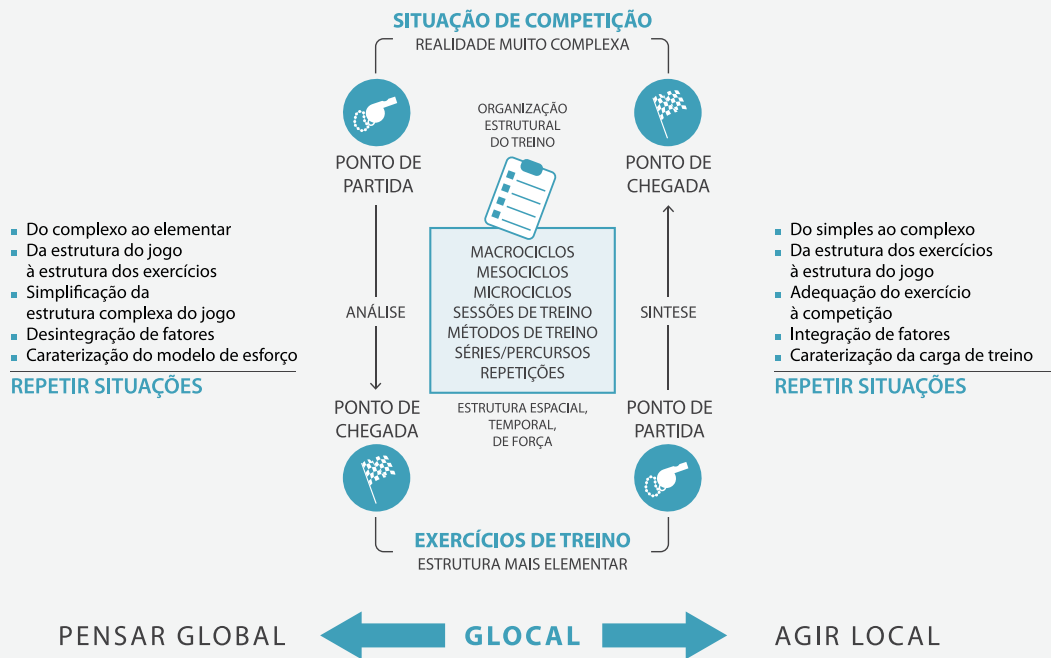 SITUAÇÃO DE COMPETIÇÃO
REALIDADE MUITO COMPLEXA
PONTO DE
PARTIDA
ORGANIZAÇÃO
ESTRUTURAL
DO TREINO
PONTO DE
CHEGADA
Do complexo ao elementar
Da estrutura do jogo
à estrutura dos exercícios
Simplificação da
estrutura complexa do jogo
Desintegração de fatores
Caraterização do modelo de esforço
REPETIR SITUAÇÕES
ANÁLISE
MACROCICLOS
MESOCICLOS
MICROCICLOS
SESSÕES DE TREINO
MÉTODOS DE TREINO
SÉRIES/PERCURSOS
REPETIÇÕES
SINTESE
Do simples ao complexo
Da estrutura dos exercícios
à estrutura do jogo
Adequação do exercício
à competição
Integração de fatores
Caraterização da carga de treino
REPETIR SITUAÇÕES
PONTO DE
CHEGADA
ESTRUTURA ESPACIAL,
TEMPORAL,
DE FORÇA
PONTO DE
PARTIDA
EXERCÍCIOS DE TREINO
ESTRUTURA MAIS ELEMENTAR
PENSAR GLOBAL
GLOCAL
AGIR LOCAL